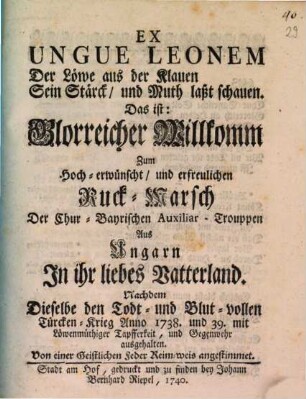 EX
UNGUE LEONEM
Der Löwe aus der Klauen
Sein Stärck / und Muth laßt schauen.
Das ist:
Glorreicher Willkomm
Zum
Hoch-erwünscht / und erfreulichen
Ruck-Marsch
Der Chur-Bayrischen Auxiliar-Trouppen
Aus
Ungarn
In ihr liebes Vatterland.
Nachdem
Dieselbe den Todt- und Blut-vollen
Türcken-Krieg Anno 1738. und 39. mit
Löwenmüthiger Tapfferkeit, und Gegenwehr
ausgehalten.
Von einer Geistlichen Feder Reim-weis angestimmet.
Stadt am Hof, gedruckt und zu finden bey Johann
Bernhard Riepel, 1740.